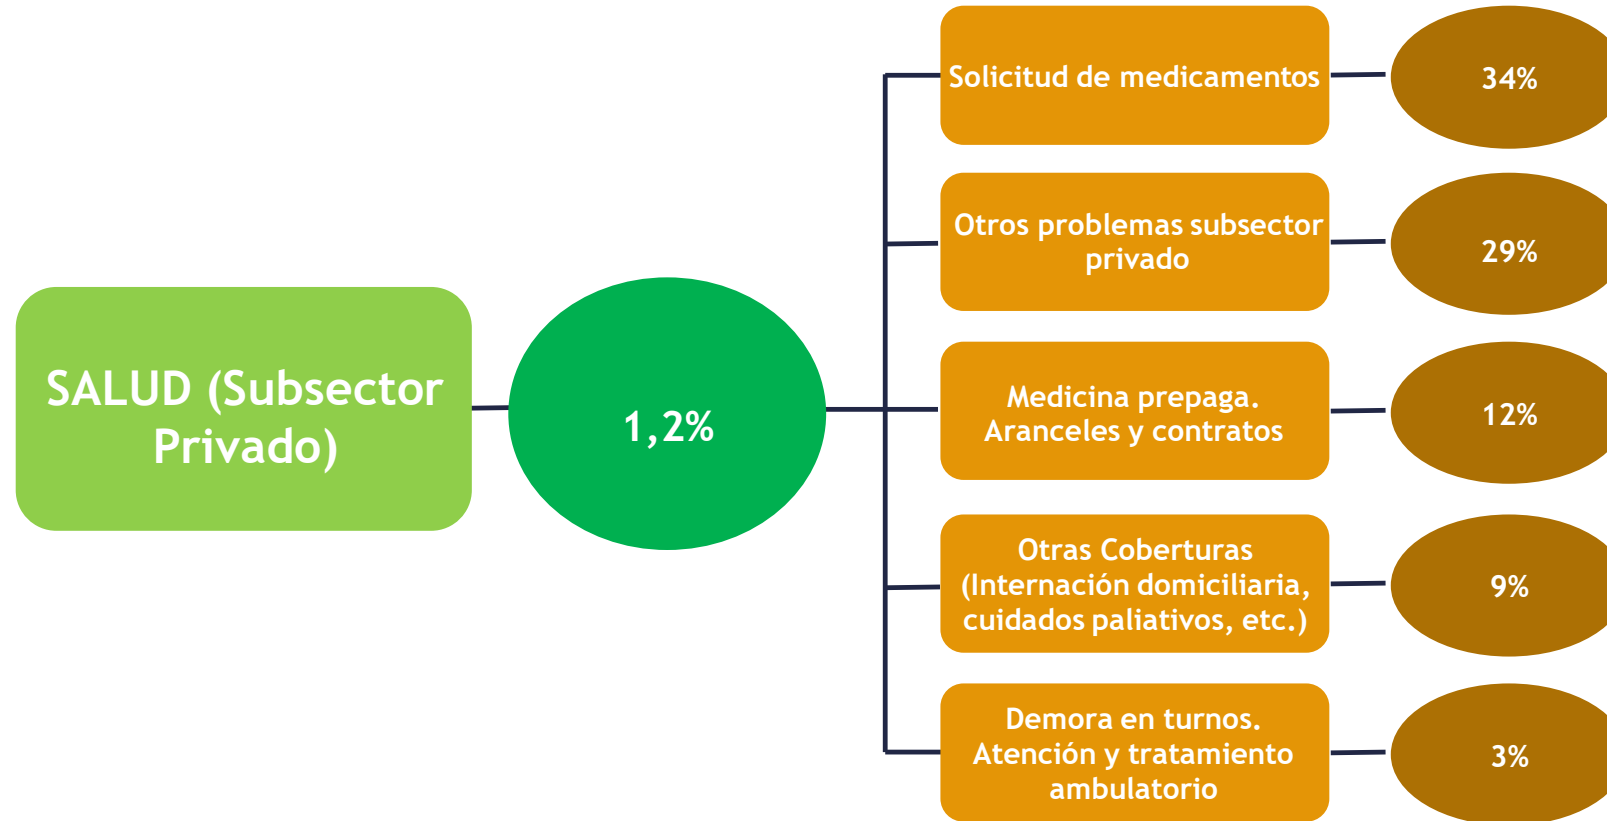 SALUD (Subsector
Privado)
1,2%
Solicitud de medicamentos
34%
Otros problemas subsector
privado
29%
Medicina prepaga.
Aranceles y contratos
12%
Otras Coberturas
(Internación domiciliaria,
cuidados paliativos, etc.)
9%
Demora en turnos.
Atención y tratamiento
ambulatorio
3%